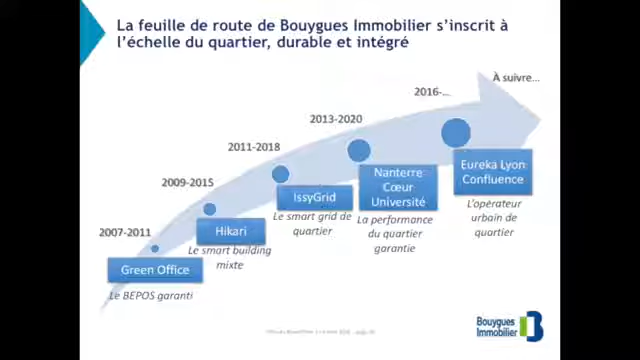 La feuille de route de Bouygues Immobilier s’inscrit à
l’échelle du quartier, durable et intégré
À suivre…
2016-…
2013-2020
2011-2018
2009-2015
2007-2011
Eureka Lyon
Confluence
L'opérateur
urbain de
quartier
Nanterre
Cœur
Université
La performance
du quartier
garantie
IssyGrid
Le smart grid de
quartier
Hikari
Le smart building
mixte
Green Office
Le BEPOS garanti
Bouygues
Immobilier